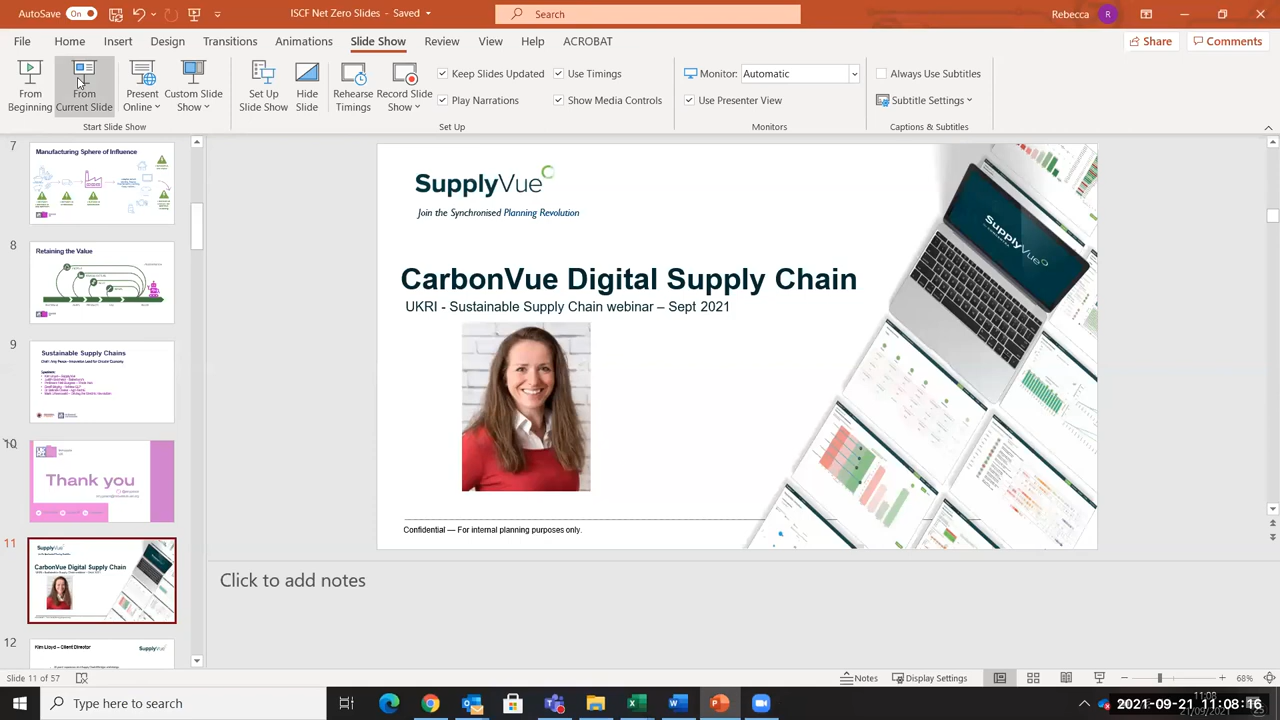 AutoSave On ISCF Net Slides - Saved Search Rebecca R
File Home Insert Design Transitions Animations Slide Show Review View Help ACROBAT Share Comments
From Beginning
From Current Slide
Present Online
Custom Slide Show
Set Up Slide Show
Hide Slide
Rehearse Timings
Record Slide Show
Keep Slides Updated
Use Timings
Play Narrations
Show Media Controls
Monitor: Automatic
Use Presenter View
Always Use Subtitles
Subtitle Settings
Start Slide Show
Set Up
Monitors
Captions & Subtitles
7
Manufacturing Sphere of Influence
8
Retaining the Value
9
Sustainable Supply Chains
10
Thank you
11
SupplyVue
CarbonVue Digital Supply Chain
12
Kim Lloyd – Client Director
SupplyVue
SupplyVue
Join the Synchronised Planning Revolution
CarbonVue Digital Supply Chain
UKRI - Sustainable Supply Chain webinar – Sept 2021
Confidential — For internal planning purposes only.
SupplyVue
Click to add notes
Slide 11 of 57
Notes
Display Settings
68%
Type here to search
11:08
21/09/2021
2021-09-21 11:08:16